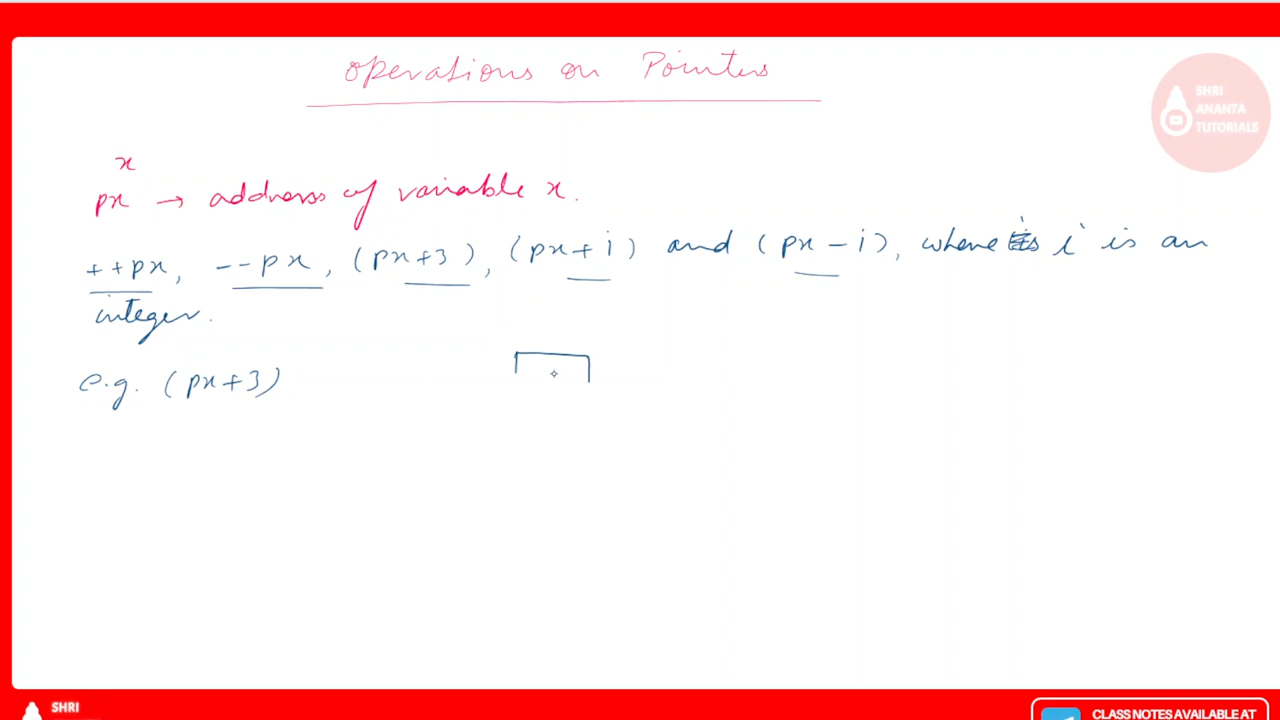 Operations on Pointers
SHRI
ANANTA
TUTORIALS
x
px → address of variable x.
++px, --px, (px+3), (px+i) and (px-i), where i is an
integer.
e.g. (px+3)
SHRI
CLASS NOTES AVAILABLE AT